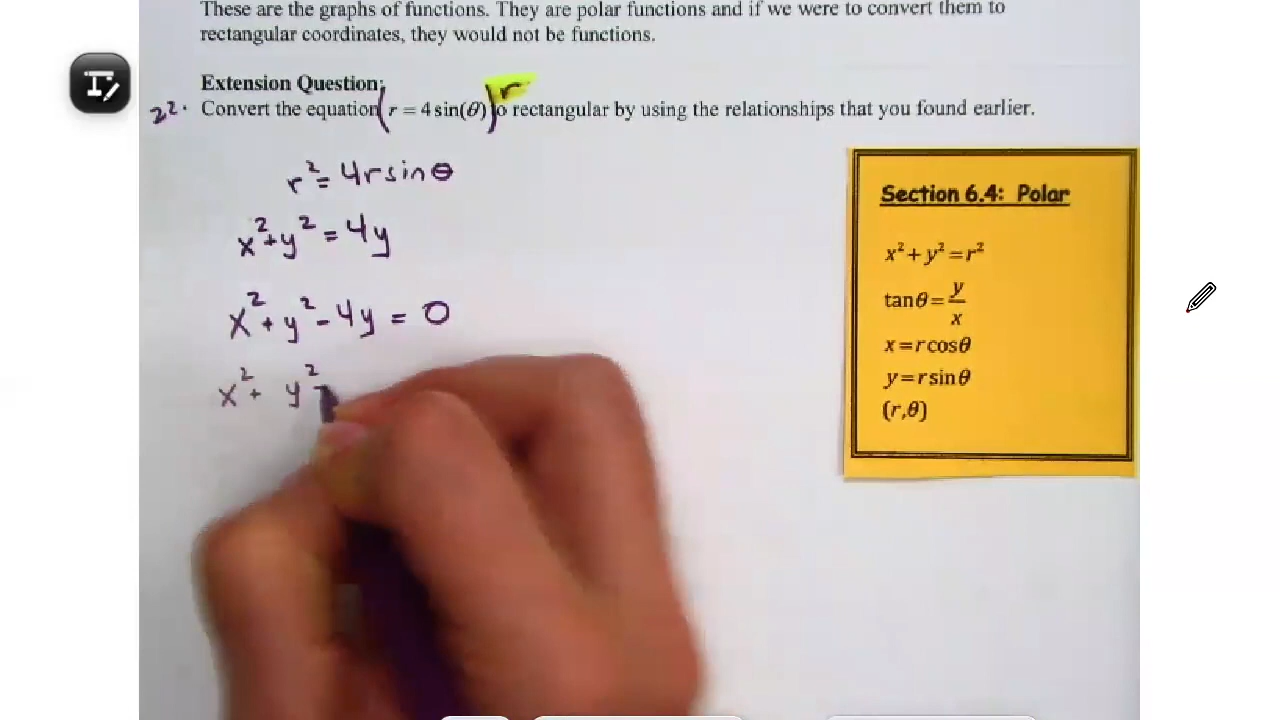 These are the graphs of functions. They are polar functions and if we were to convert them to
rectangular coordinates, they would not be functions.
Extension Question:
22. Convert the equation (r = 4 sin(θ)) r to rectangular by using the relationships that you found earlier.
r² = 4r sin θ
x² + y² = 4y
x² + y² - 4y = 0
x² + y² -
Section 6.4: Polar
x² + y² = r²
tan θ = y/x
x = r cos θ
y = r sin θ
(r, θ)